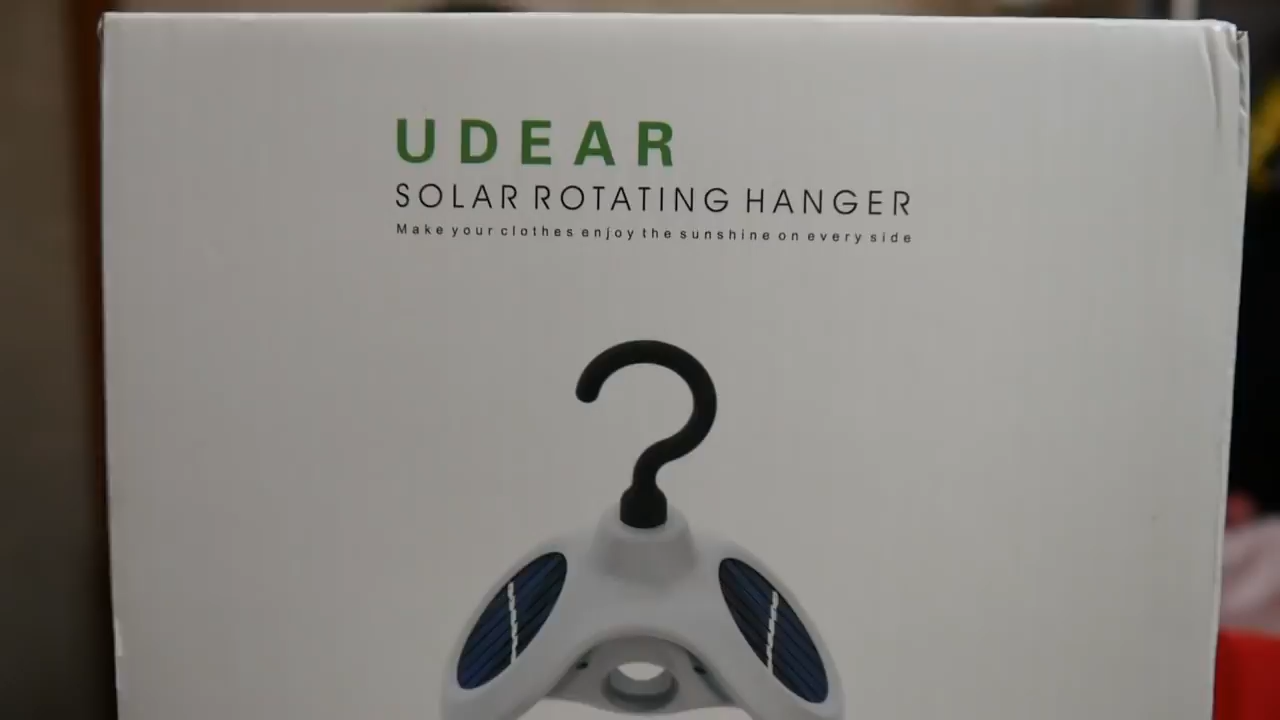 UDEAR
SOLAR ROTATING HANGER
Make your clothes enjoy the sunshine on every side